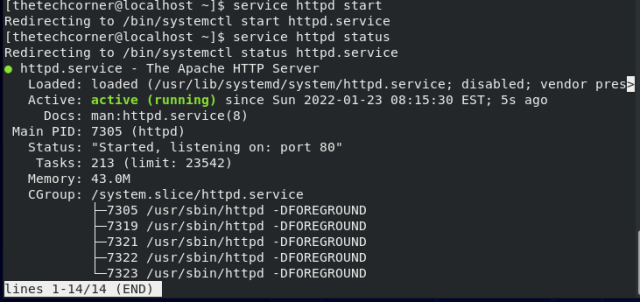 [thetechcorner@localhost ~]$ service httpd start
Redirecting to /bin/systemctl start httpd.service
[thetechcorner@localhost ~]$ service httpd status
Redirecting to /bin/systemctl status httpd.service
● httpd.service - The Apache HTTP Server
   Loaded: loaded (/usr/lib/systemd/system/httpd.service; disabled; vendor pres>
   Active: active (running) since Sun 2022-01-23 08:15:30 EST; 5s ago
     Docs: man:httpd.service(8)
 Main PID: 7305 (httpd)
   Status: "Started, listening on: port 80"
    Tasks: 213 (limit: 23542)
   Memory: 43.0M
   CGroup: /system.slice/httpd.service
           ├─7305 /usr/sbin/httpd -DFOREGROUND
           ├─7319 /usr/sbin/httpd -DFOREGROUND
           ├─7321 /usr/sbin/httpd -DFOREGROUND
           ├─7322 /usr/sbin/httpd -DFOREGROUND
           └─7323 /usr/sbin/httpd -DFOREGROUND
lines 1-14/14 (END)